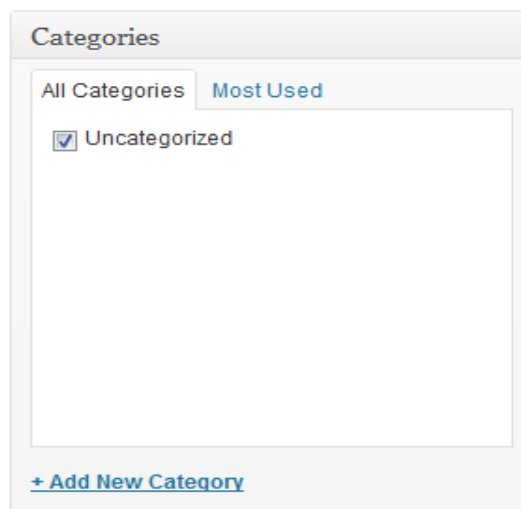 Categories
All Categories Most Used
Uncategorized
+ Add New Category